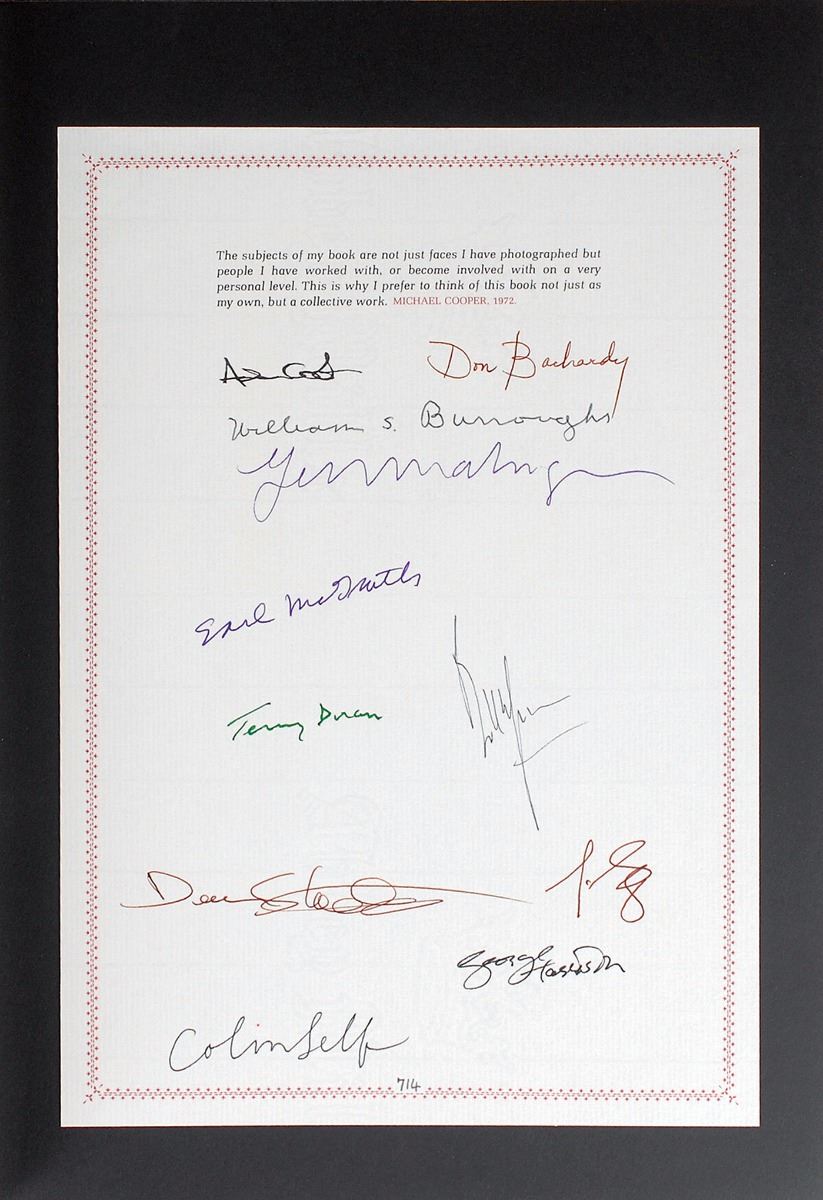 The subjects of my book are not just faces I have photographed but
people I have worked with, or become involved with on a very
personal level. This is why I prefer to think of this book not just as
my own, but a collective work. MICHAEL COOPER, 1972.
Don Bachardy
William S. Burroughs
Earl McGrath
Terry Doran
Dean Stockwell
George Harrison
Colin Self
714